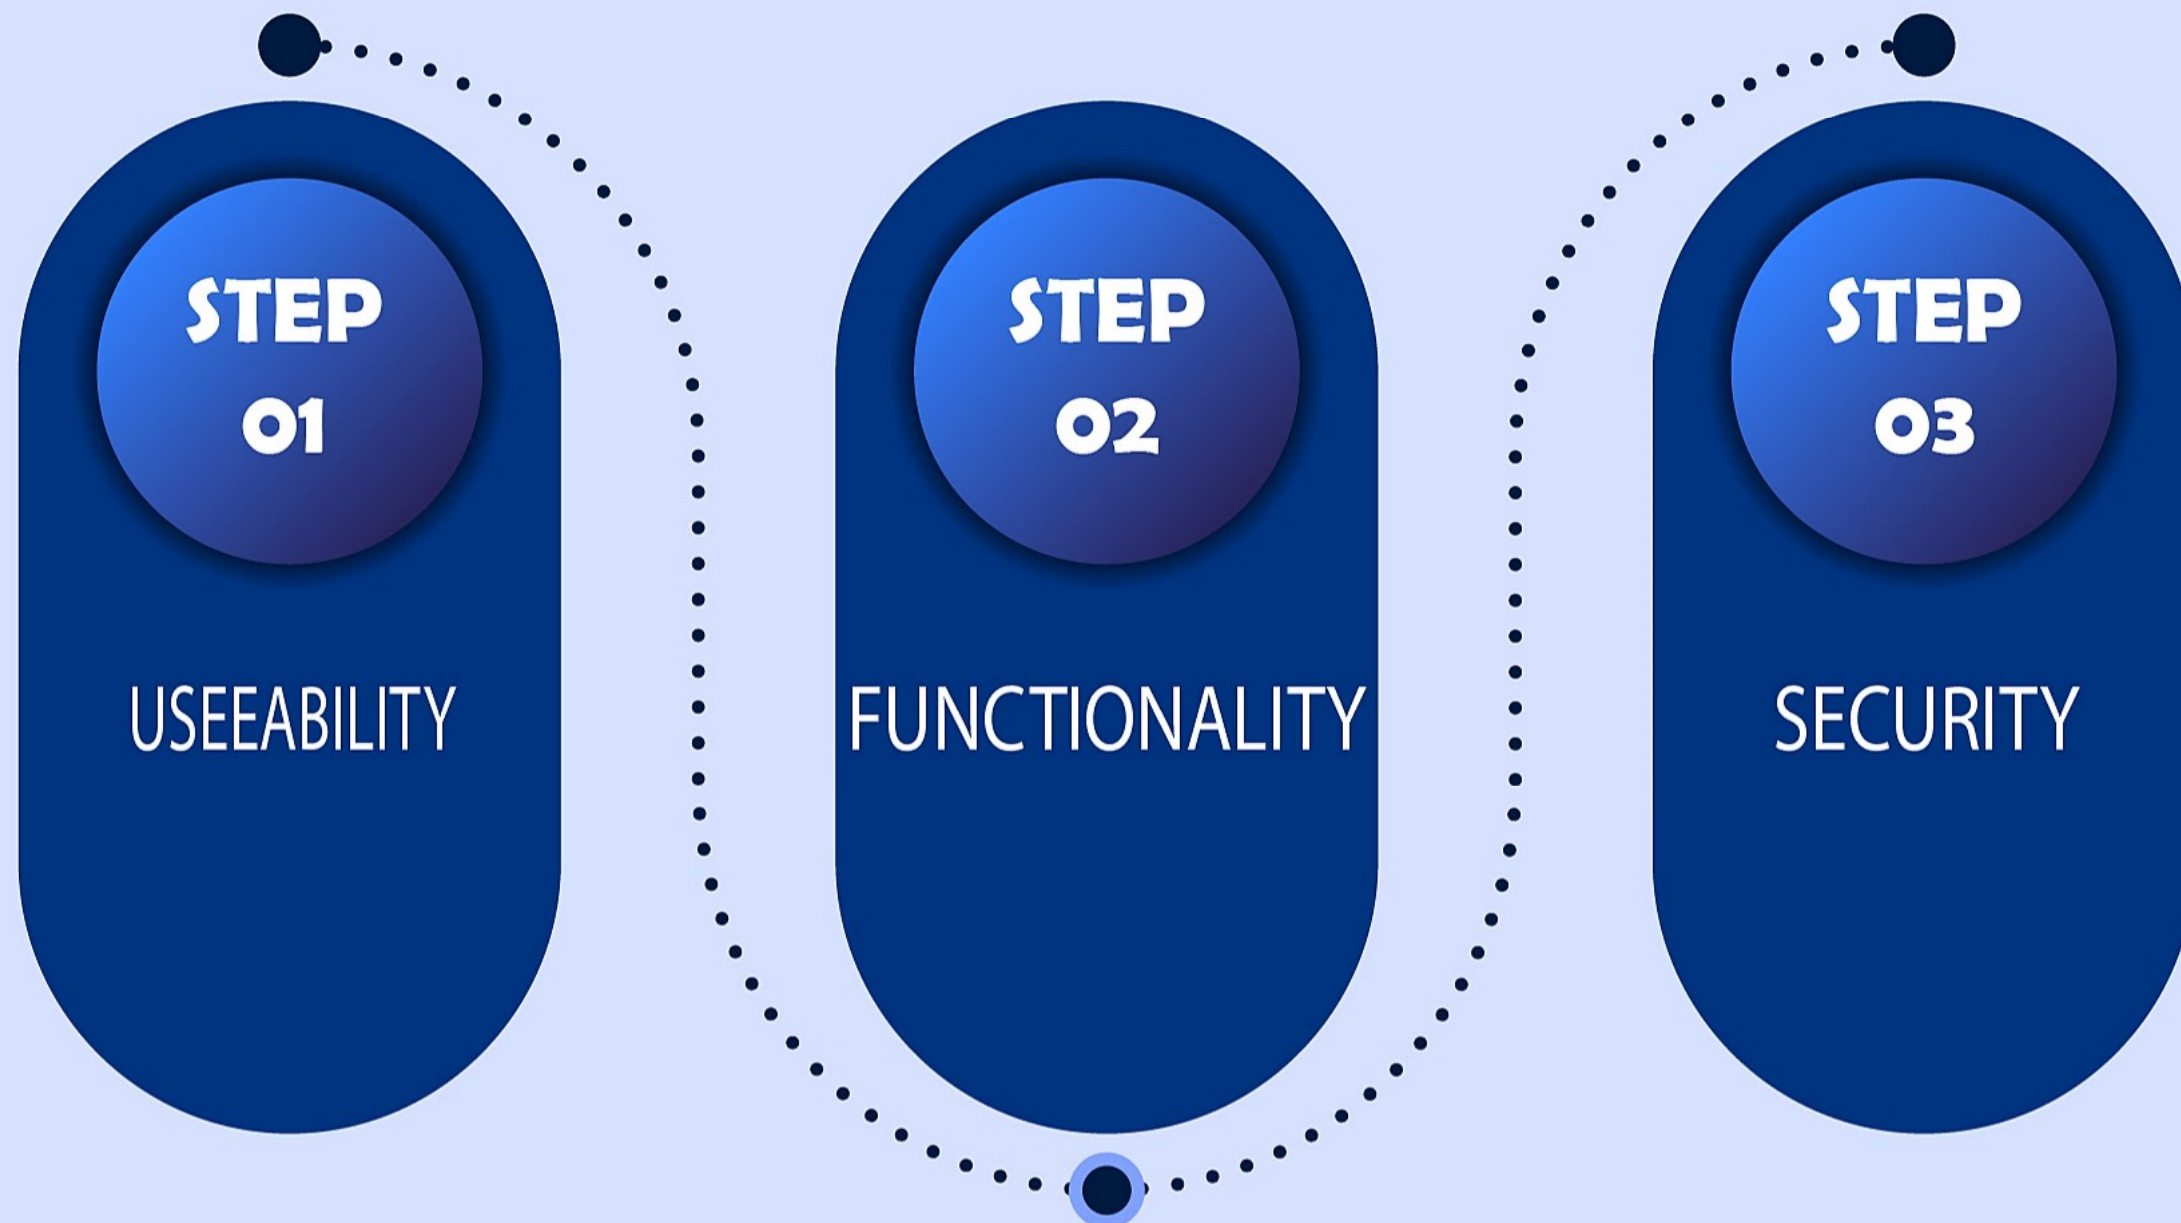 STEP
01
USEEABILITY
STEP
02
FUNCTIONALITY
STEP
03
SECURITY